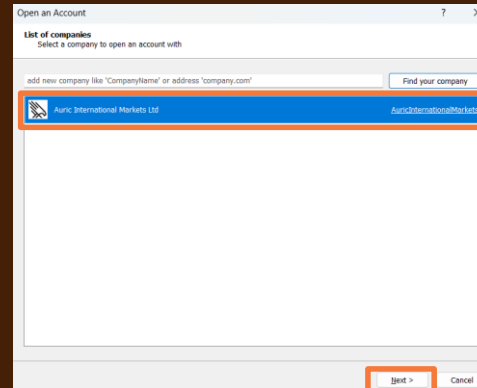 Open an Account ?
List of companies
Select a company to open an account with
add new company like 'CompanyName' or address 'company.com' Find your company
Auric International Markets Ltd AuricInternationalMarkets
Next > Cancel